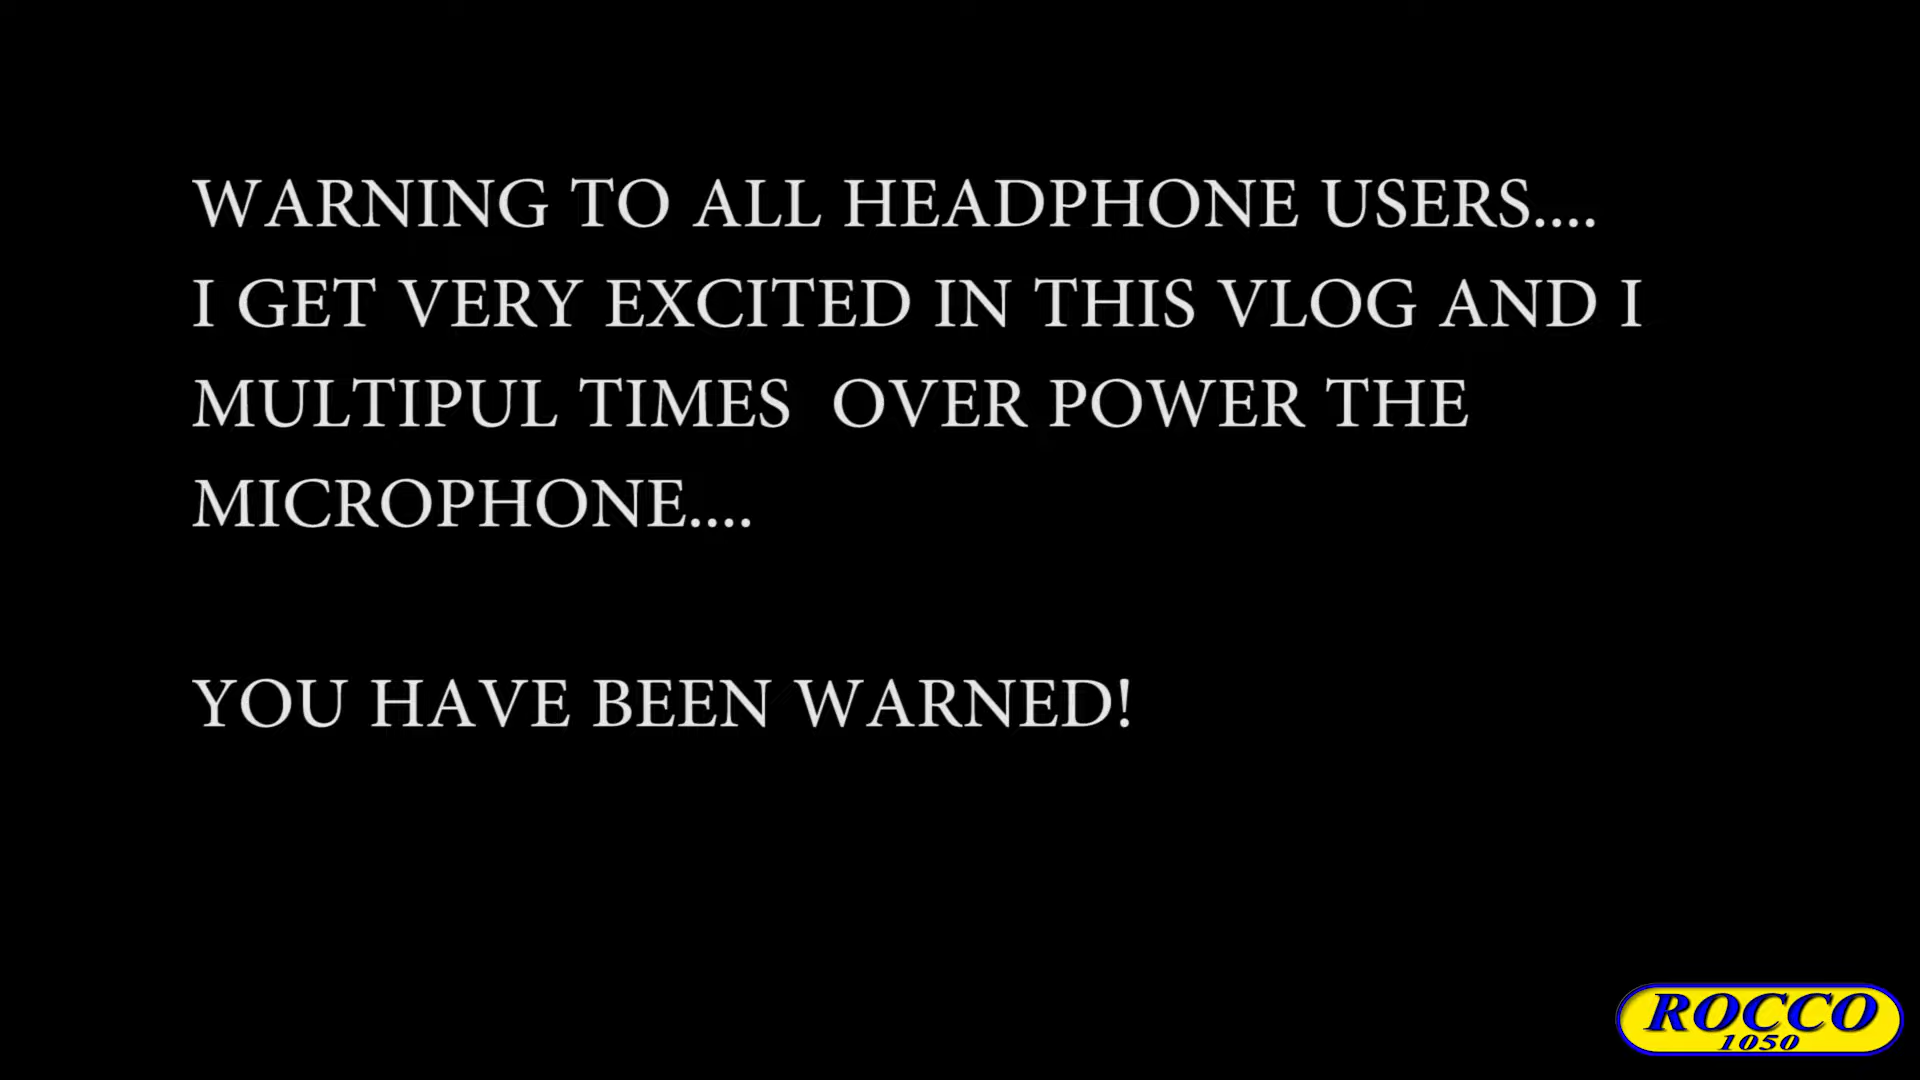 WARNING TO ALL HEADPHONE USERS....
I GET VERY EXCITED IN THIS VLOG AND I
MULTIPUL TIMES  OVER POWER THE
MICROPHONE....
YOU HAVE BEEN WARNED!
ROCCO
1050